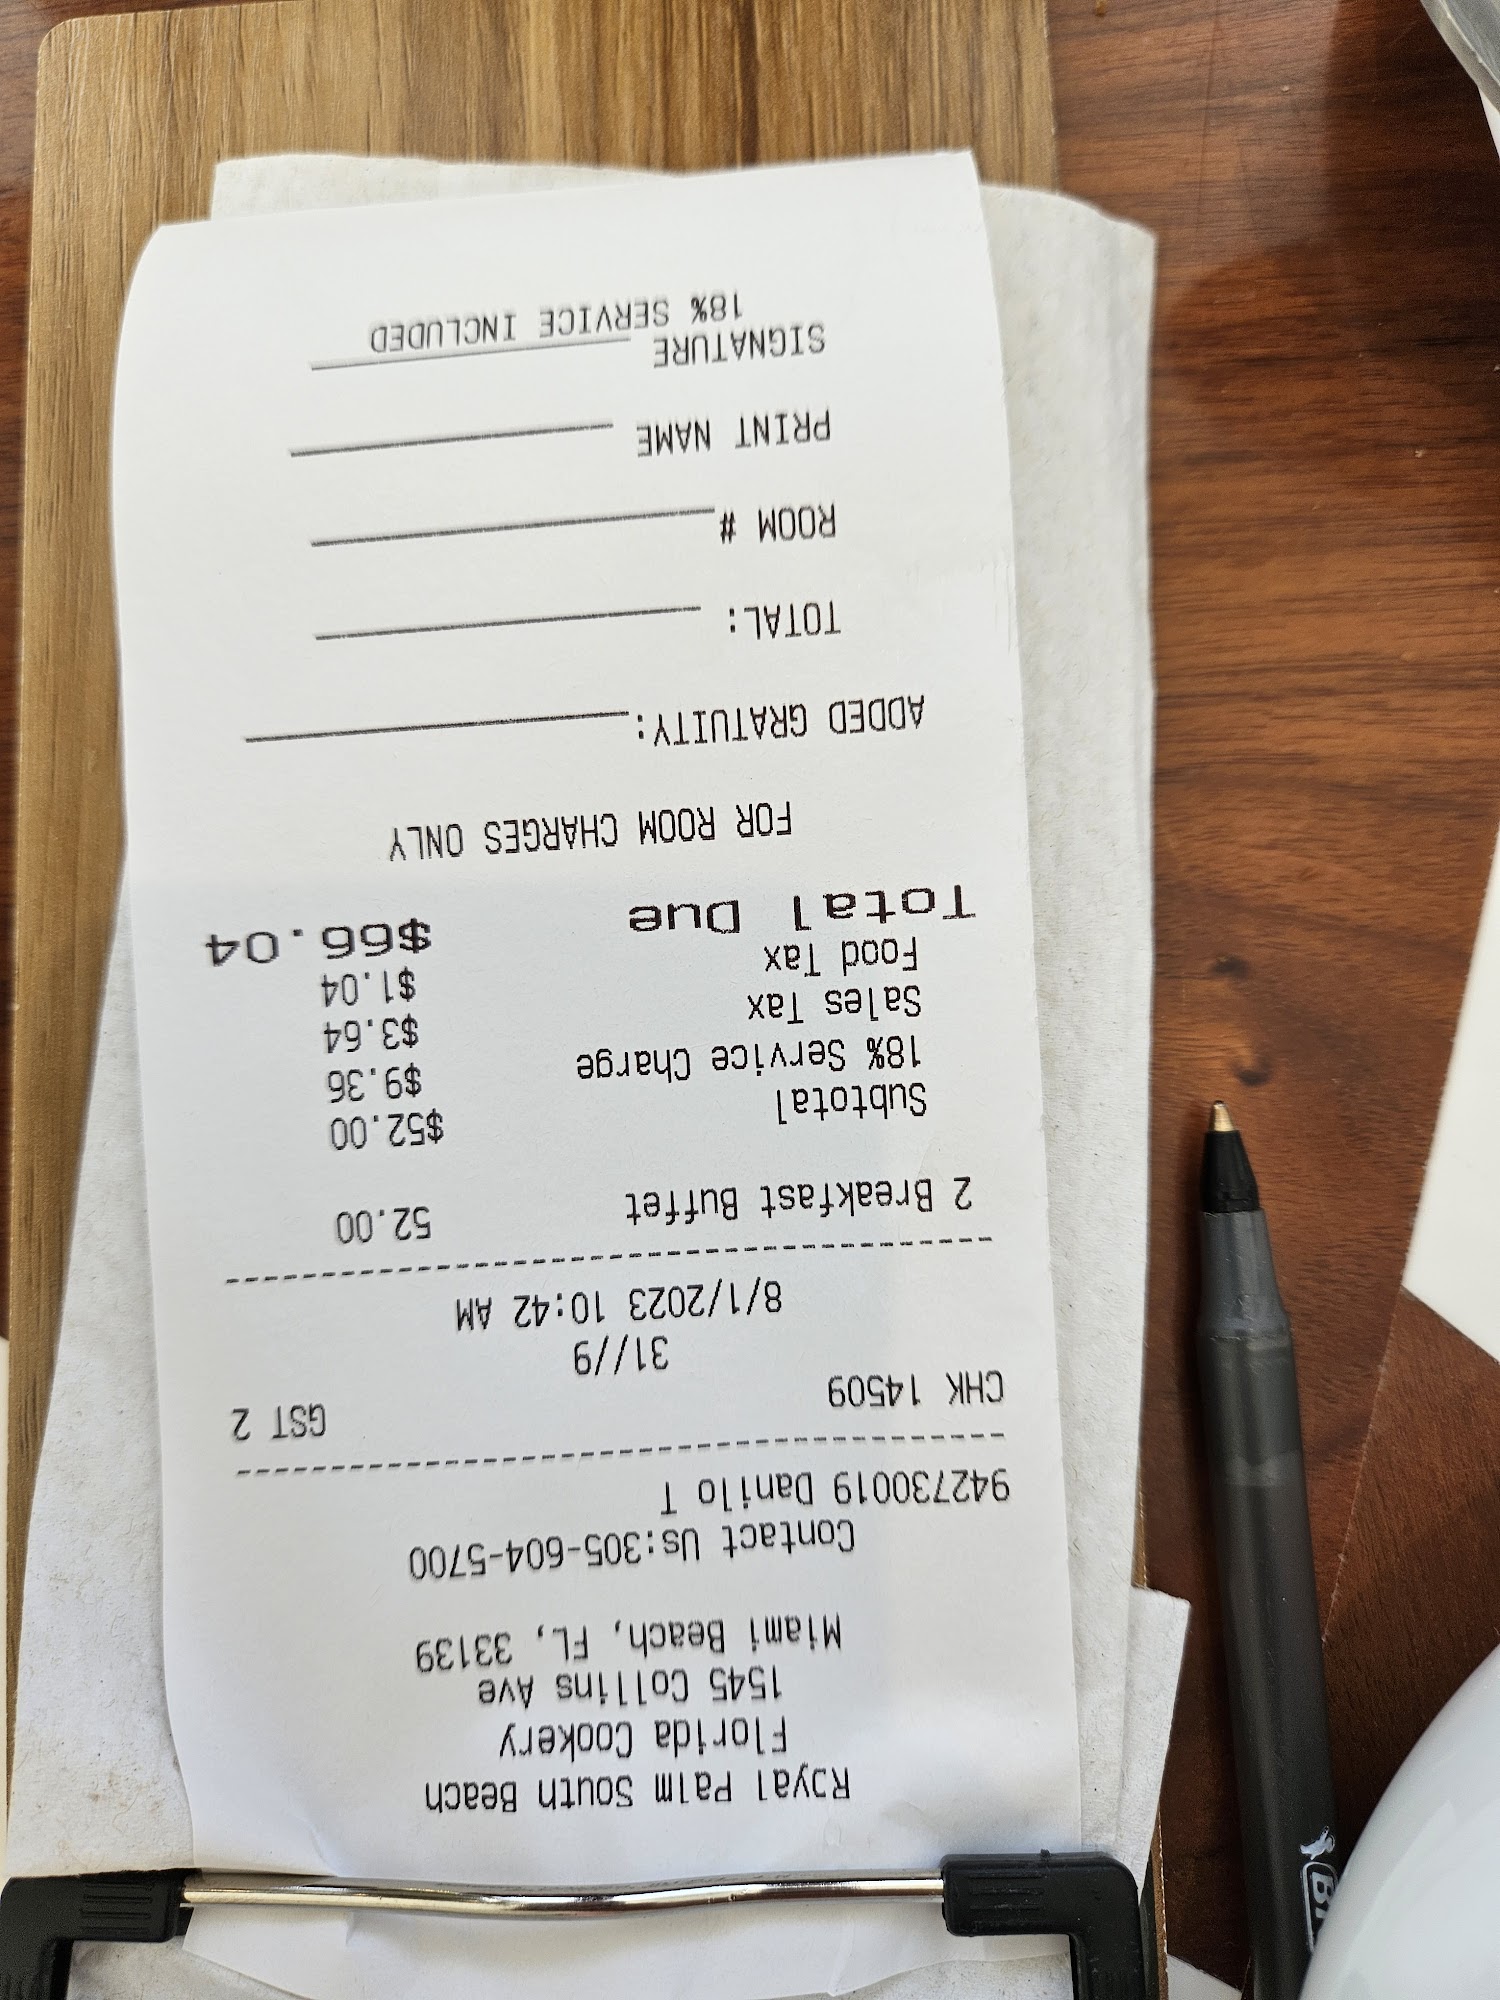 Royal Palm South Beach
Florida Cookery
1545 Collins Ave
Miami Beach, FL, 33139
Contact Us:305-604-5700
942730019 Danilo T
CHK 14509 GST 2
31//9
8/1/2023 10:42 AM
2 Breakfast Buffet 52.00
Subtotal $52.00
18% Service Charge $9.36
Sales Tax $3.64
Food Tax $1.04
Total Due $66.04
FOR ROOM CHARGES ONLY
ADDED GRATUITY:
TOTAL:
ROOM #
PRINT NAME
SIGNATURE
18% SERVICE INCLUDED